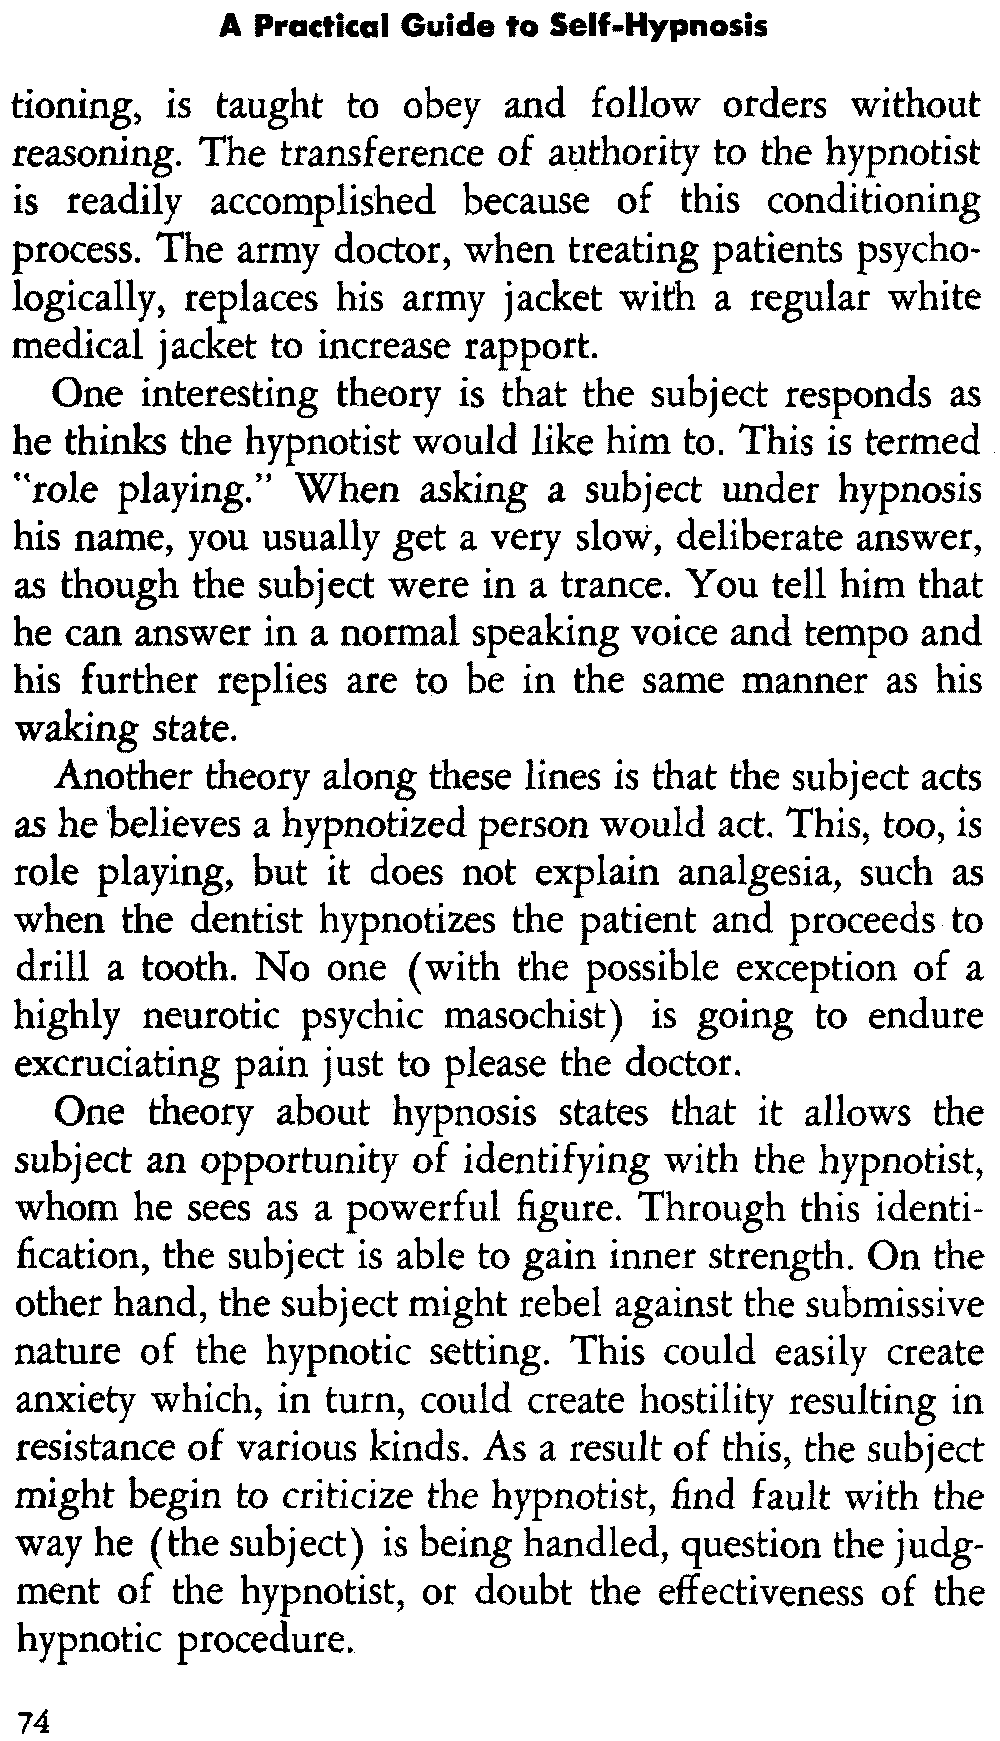 A Practical Guide to Self-Hypnosis
tioning, is taught to obey and follow orders without
reasoning. The transference of authority to the hypnotist
is readily accomplished because of this conditioning
process. The army doctor, when treating patients psycho-
logically, replaces his army jacket with a regular white
medical jacket to increase rapport.
One interesting theory is that the subject responds as
he thinks the hypnotist would like him to. This is termed
"role playing." When asking a subject under hypnosis
his name, you usually get a very slow, deliberate answer,
as though the subject were in a trance. You tell him that
he can answer in a normal speaking voice and tempo and
his further replies are to be in the same manner as his
waking state.
Another theory along these lines is that the subject acts
as he believes a hypnotized person would act. This, too, is
role playing, but it does not explain analgesia, such as
when the dentist hypnotizes the patient and proceeds to
drill a tooth. No one (with the possible exception of a
highly neurotic psychic masochist) is going to endure
excruciating pain just to please the doctor.
One theory about hypnosis states that it allows the
subject an opportunity of identifying with the hypnotist,
whom he sees as a powerful figure. Through this identi-
fication, the subject is able to gain inner strength. On the
other hand, the subject might rebel against the submissive
nature of the hypnotic setting. This could easily create
anxiety which, in turn, could create hostility resulting in
resistance of various kinds. As a result of this, the subject
might begin to criticize the hypnotist, find fault with the
way he (the subject) is being handled, question the judg-
ment of the hypnotist, or doubt the effectiveness of the
hypnotic procedure.
74